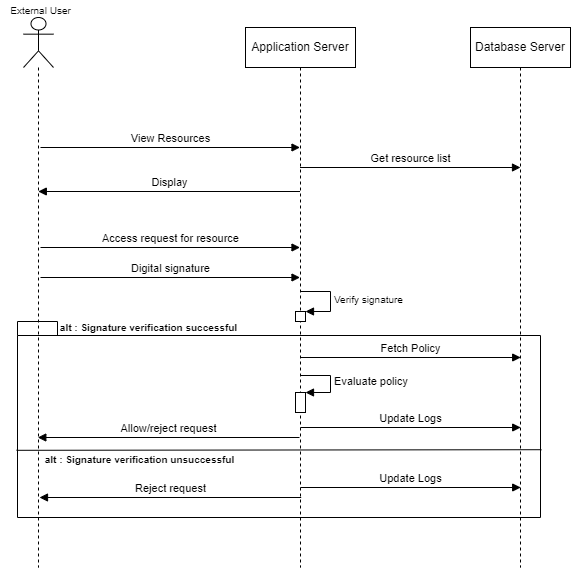 External User
Application Server
Database Server
View Resources
Get resource list
Display
Access request for resource
Digital signature
Verify signature
alt : Signature verification successful
Fetch Policy
Evaluate policy
Update Logs
Allow/reject request
alt : Signature verification unsuccessful
Update Logs
Reject request